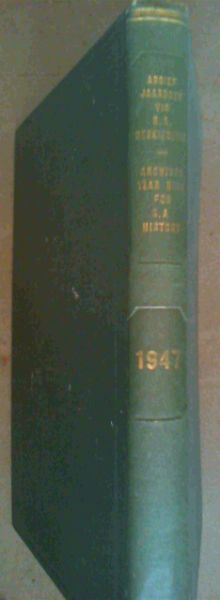 ARGIEF
JAARBOEK
VIR
S.A.
GESKIEDENIS
ARCHIVES
YEAR BOOK
FOR
S.A.
HISTORY
1947